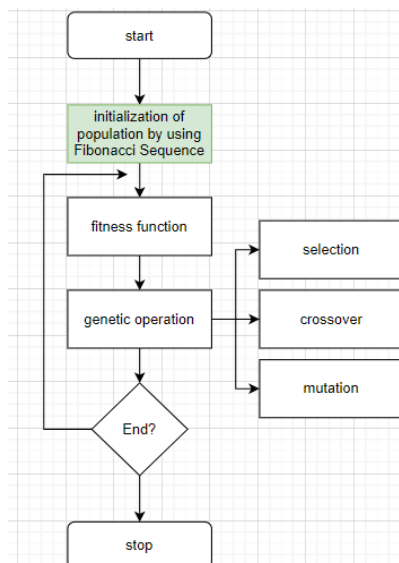 start
initialization of
population by using
Fibonacci Sequence
fitness function
selection
genetic operation
crossover
mutation
End?
stop